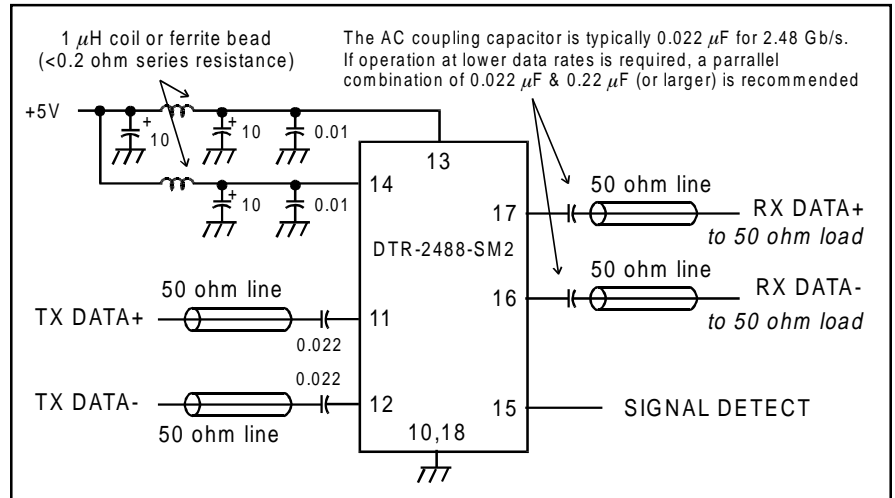 1 μH coil or ferrite bead
(<0.2 ohm series resistance)
The AC coupling capacitor is typically 0.022 μF for 2.48 Gb/s.
If operation at lower data rates is required, a parrallel
combination of 0.022 μF & 0.22 μF (or larger) is recommended
+5V
+
10
+
10
0.01
13
14
+
10
0.01
17
50 ohm line
RX DATA+
to 50 ohm load
DTR-2488-SM2
50 ohm line
16
RX DATA-
to 50 ohm load
50 ohm line
TX DATA+
11
0.022
0.022
TX DATA-
12
50 ohm line
15
SIGNAL DETECT
10,18